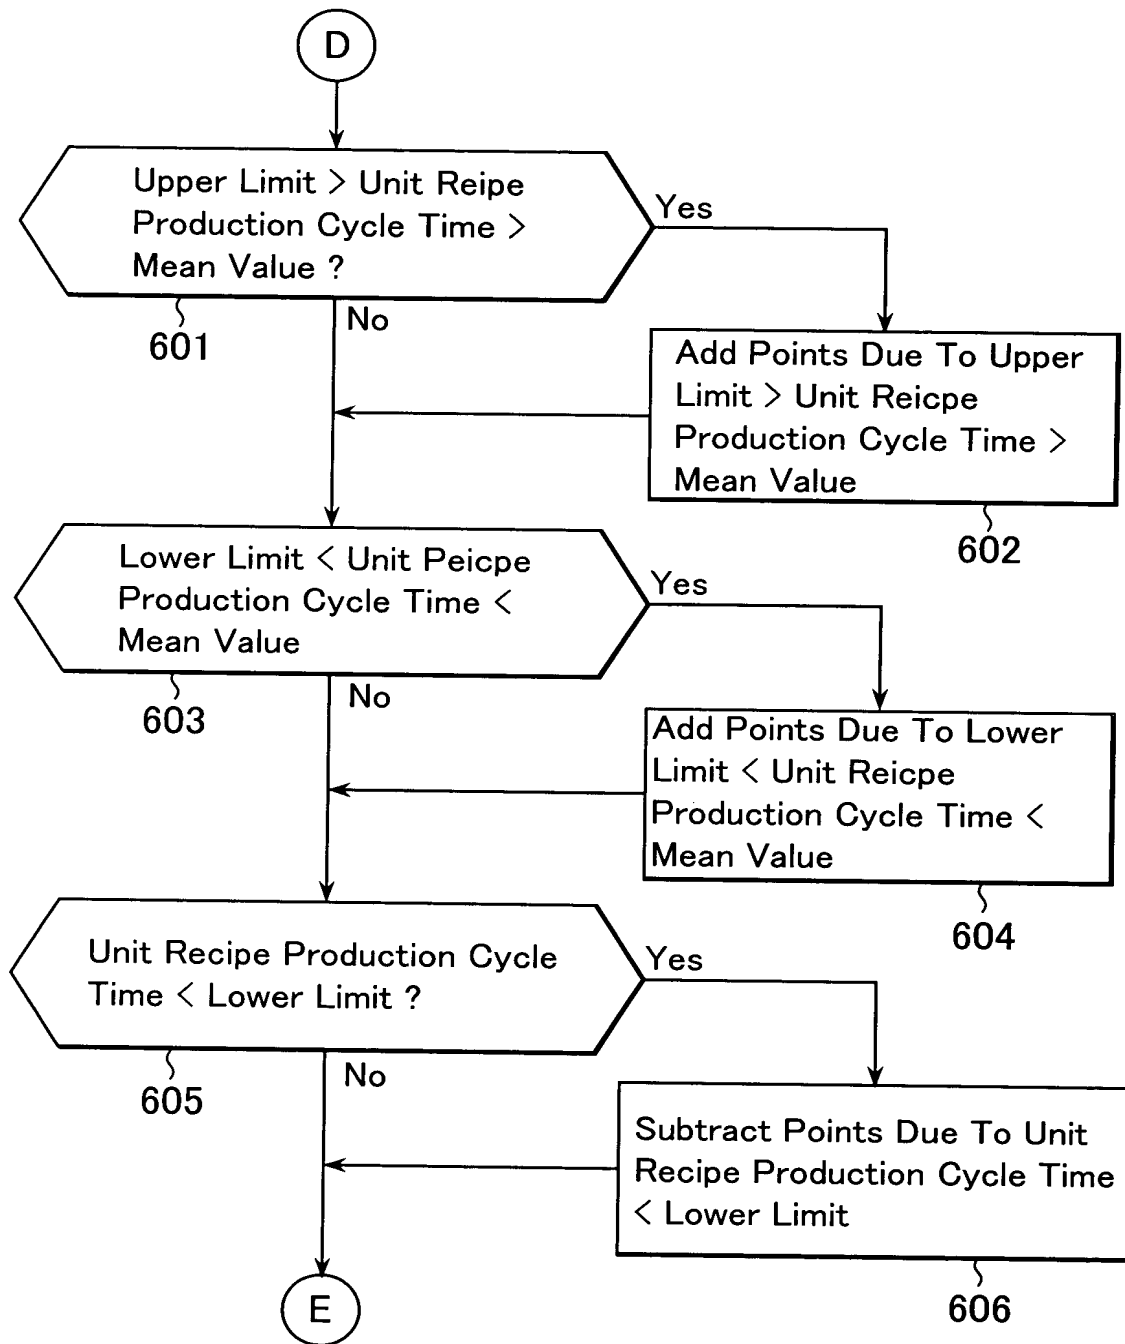 D
Upper Limit > Unit Reipe
Production Cycle Time >
Mean Value ?
Yes
601
No
Add Points Due To Upper
Limit > Unit Reicpe
Production Cycle Time >
Mean Value
602
Lower Limit < Unit Peicpe
Production Cycle Time <
Mean Value
Yes
603
No
Add Points Due To Lower
Limit < Unit Reicpe
Production Cycle Time <
Mean Value
604
Unit Recipe Production Cycle
Time < Lower Limit ?
Yes
605
No
Subtract Points Due To Unit
Recipe Production Cycle Time
< Lower Limit
606
E